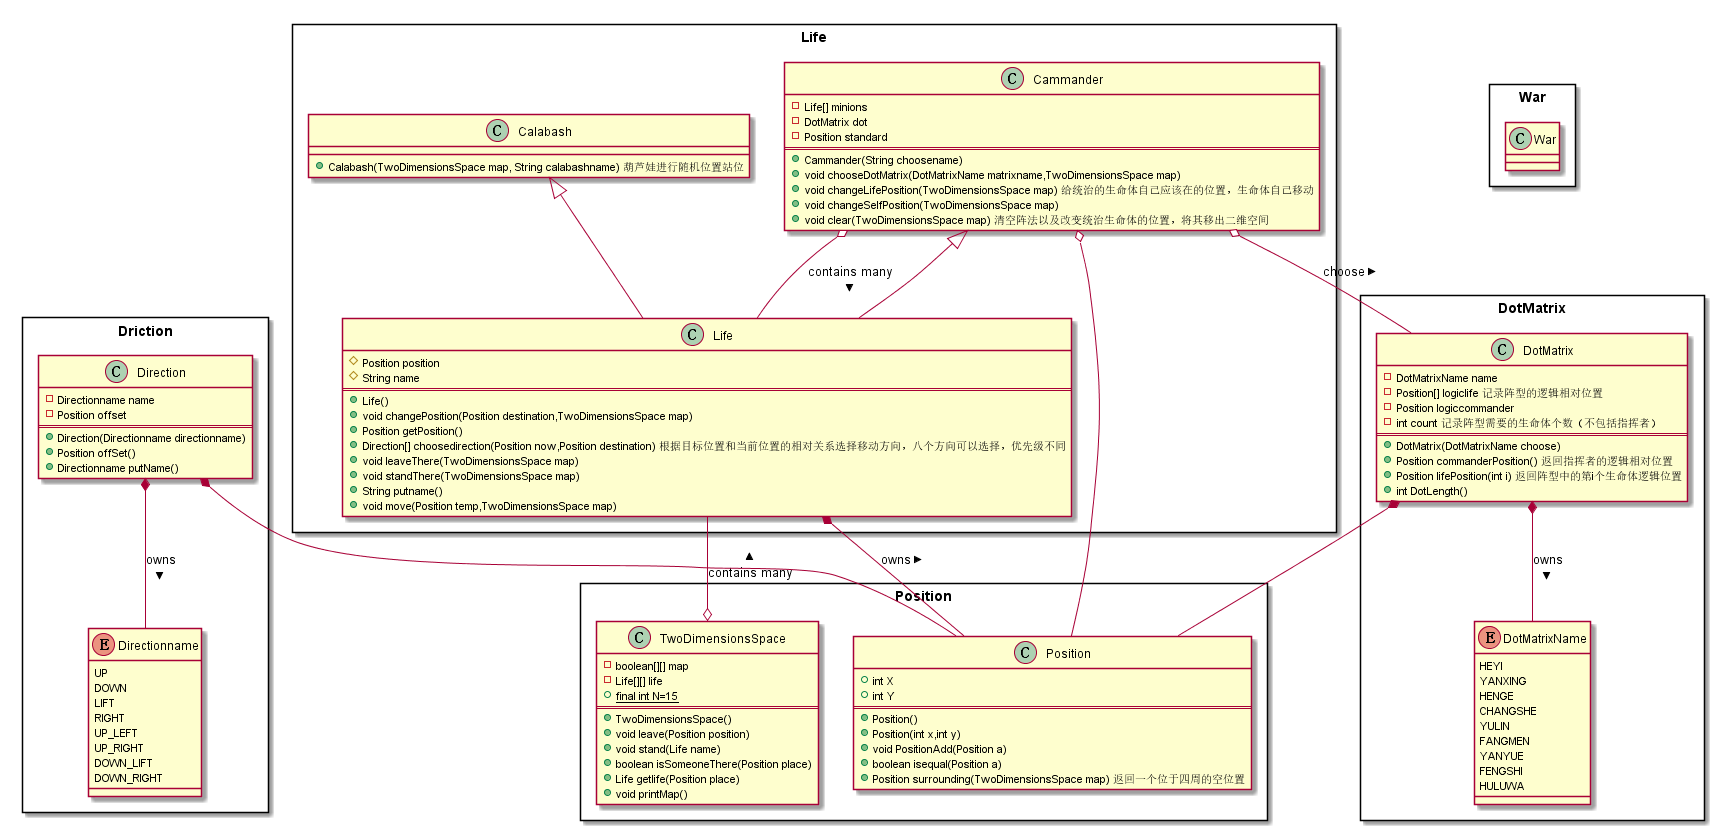 Life
Cammander
Life[] minions
DotMatrix dot
Position standard
Cammander(String choosename)
void chooseDotMatrix(DotMatrixName matrixname,TwoDimensionsSpace map)
void changeLifePosition(TwoDimensionsSpace map) 给统治的生命体自己应该在的位置，生命体自己移动
void changeSelfPosition(TwoDimensionsSpace map)
void clear(TwoDimensionsSpace map) 清空阵法以及改变统治生命体的位置，将其移出二维空间
Calabash
Calabash(TwoDimensionsSpace map, String calabashname) 葫芦娃进行随机位置站位
War
War
contains many
choose
Life
Position position
String name
Life()
void changePosition(Position destination,TwoDimensionsSpace map)
Position getPosition()
Direction[] choosedirection(Position now,Position destination) 根据目标位置和当前位置的相对关系选择移动方向，八个方向可以选择，优先级不同
void leaveThere(TwoDimensionsSpace map)
void standThere(TwoDimensionsSpace map)
String putname()
void move(Position temp,TwoDimensionsSpace map)
Driction
Direction
Directionname name
Position offset
Direction(Directionname directionname)
Position offSet()
Directionname putName()
DotMatrix
DotMatrix
DotMatrixName name
Position[] logiclife 记录阵型的逻辑相对位置
Position logiccommander
int count 记录阵型需要的生命体个数（不包括指挥者）
DotMatrix(DotMatrixName choose)
Position commanderPosition() 返回指挥者的逻辑相对位置
Position lifePosition(int i) 返回阵型中的第i个生命体逻辑位置
int DotLength()
owns
contains many
owns
owns
Directionname
UP
DOWN
LIFT
RIGHT
UP_LEFT
UP_RIGHT
DOWN_LIFT
DOWN_RIGHT
Position
TwoDimensionsSpace
boolean[][] map
Life[][] life
final int N=15
TwoDimensionsSpace()
void leave(Position position)
void stand(Life name)
boolean isSomeoneThere(Position place)
Life getlife(Position place)
void printMap()
Position
int X
int Y
Position()
Position(int x,int y)
void PositionAdd(Position a)
boolean isequal(Position a)
Position surrounding(TwoDimensionsSpace map) 返回一个位于四周的空位置
DotMatrixName
HEYI
YANXING
HENGE
CHANGSHE
YULIN
FANGMEN
YANYUE
FENGSHI
HULUWA